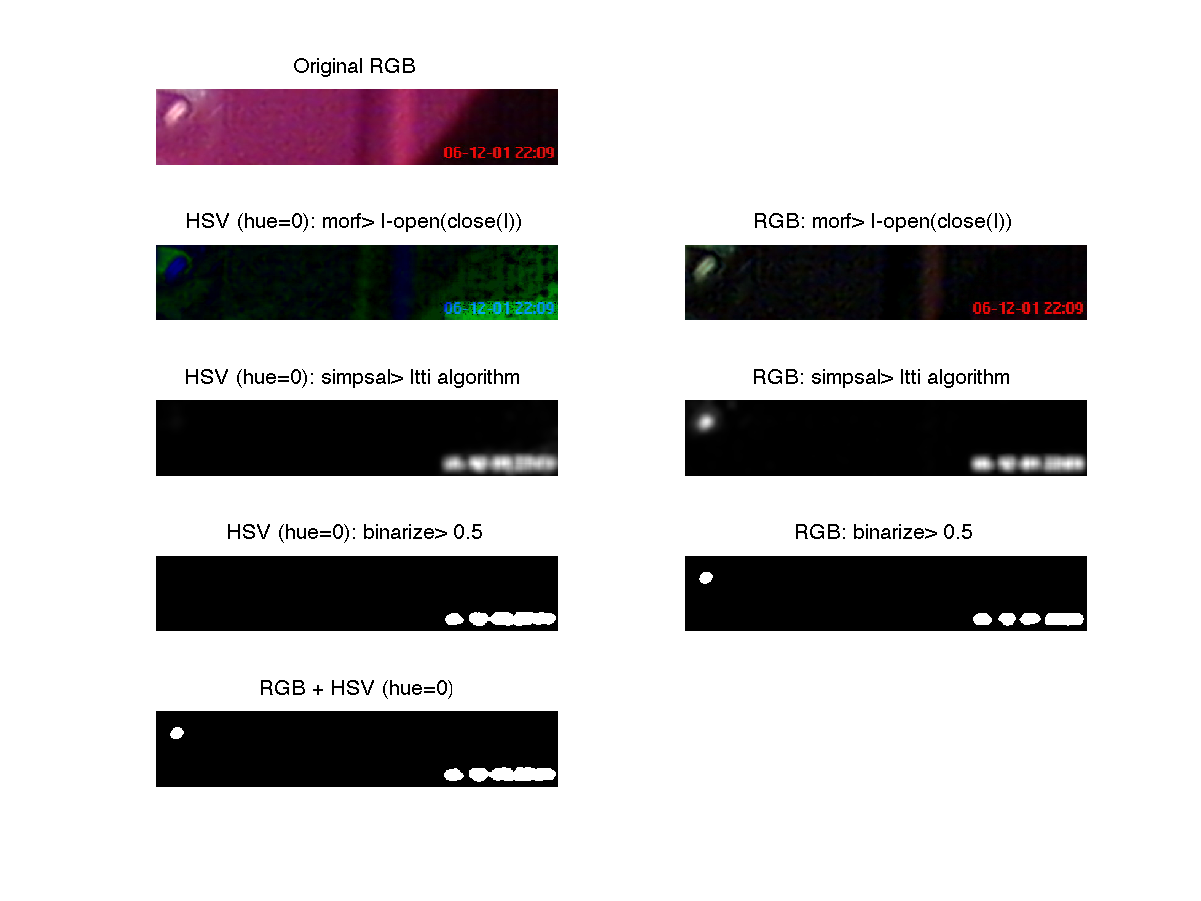 Original RGB
06-12-01 22:09
HSV (hue=0): morf> I-open(close(I))
RGB: morf> I-open(close(I))
06-12-01 22:09
06-12-01 22:09
HSV (hue=0): simpsal> Itti algorithm
RGB: simpsal> Itti algorithm
HSV (hue=0): binarize> 0.5
RGB: binarize> 0.5
RGB + HSV (hue=0)